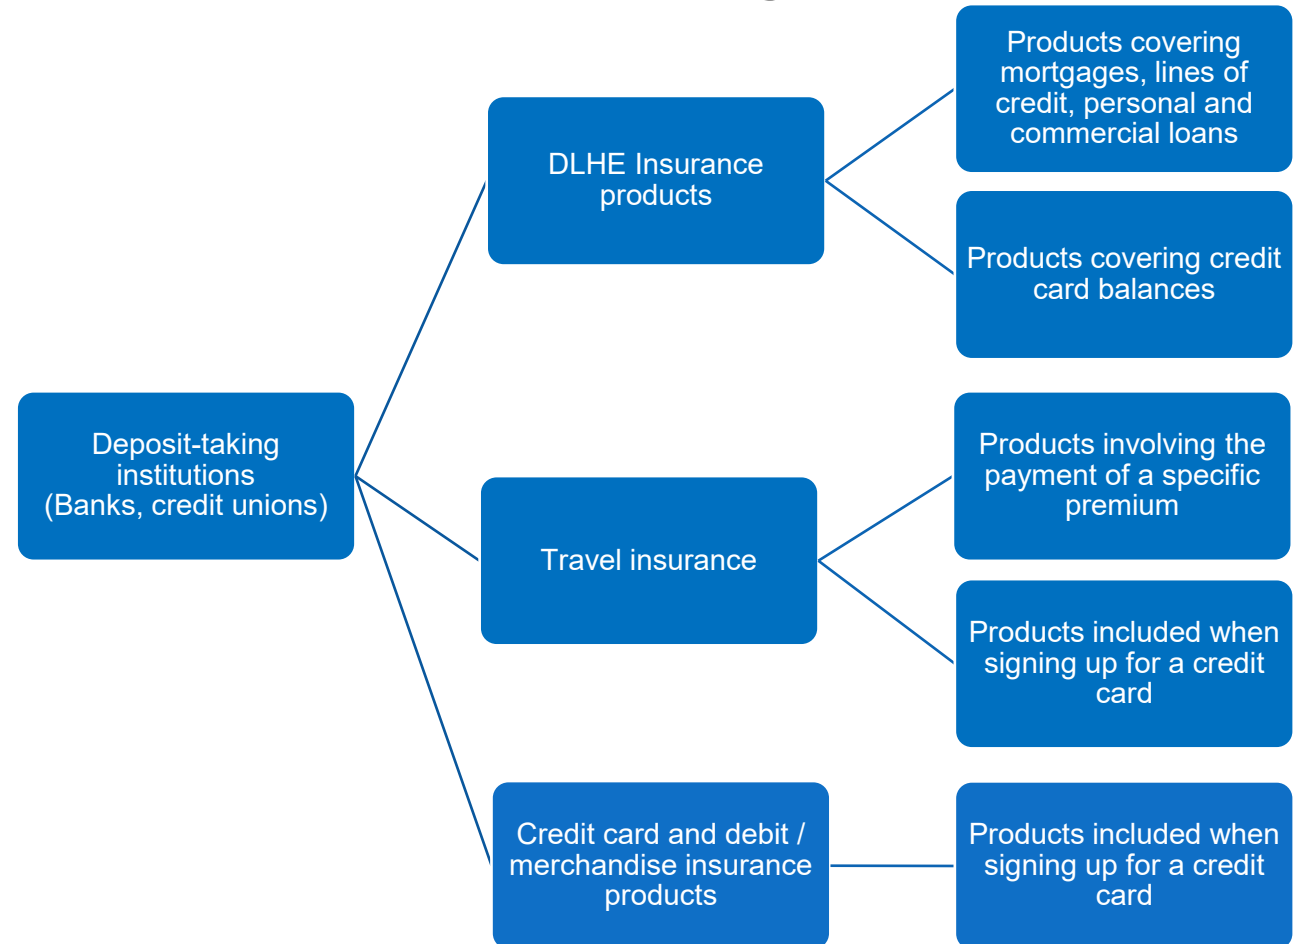 Products covering
mortgages, lines of
credit, personal and
commercial loans
DLHE Insurance
products
Products covering credit
card balances
Deposit-taking
institutions
(Banks, credit unions)
Products involving the
payment of a specific
premium
Travel insurance
Products included when
signing up for a credit
card
Credit card and debit /
merchandise insurance
products
Products included when
signing up for a credit
card